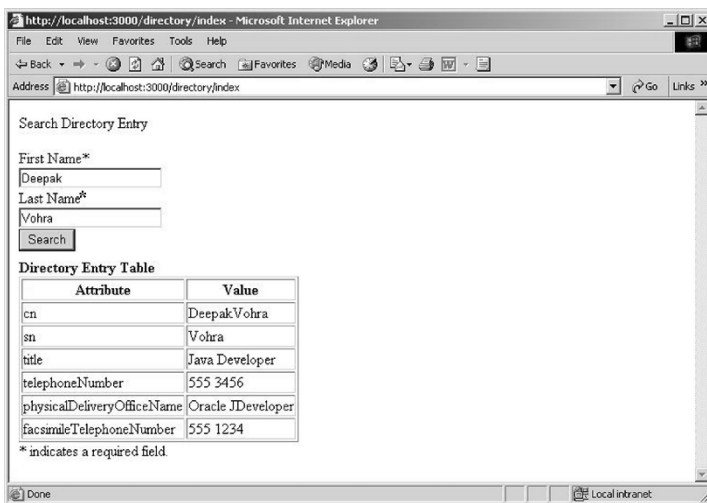 http://localhost:3000/directory/index - Microsoft Internet Explorer
File Edit View Favorites Tools Help
Back Search Favorites Media
Address http://localhost:3000/directory/index Go Links »
Search Directory Entry
First Name*
Deepak
Last Name*
Vohra
Search
Directory Entry Table
Attribute Value
cn DeepakVohra
sn Vohra
title Java Developer
telephoneNumber 555 3456
physicalDeliveryOfficeName Oracle JDeveloper
facsimileTelephoneNumber 555 1234
* indicates a required field.
Done Local intranet